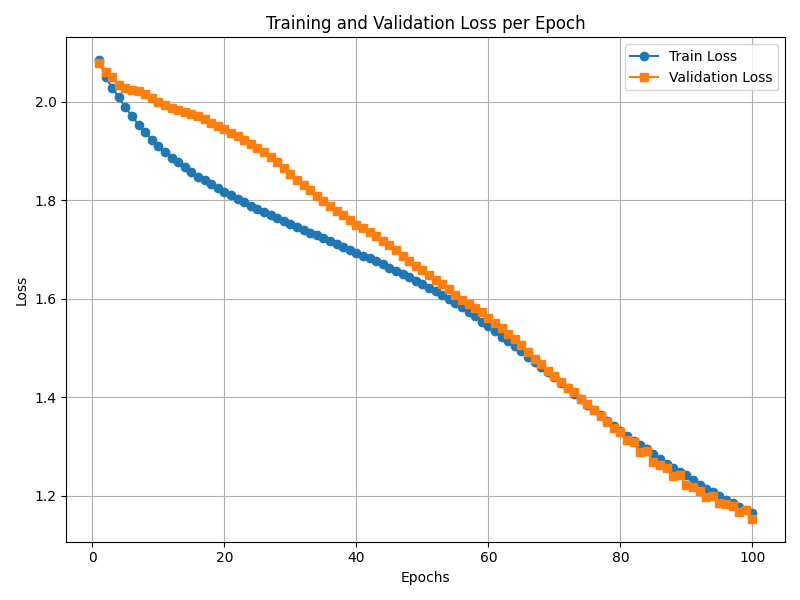 Training and Validation Loss per Epoch
Train Loss
Validation Loss
Loss
2.0
1.8
1.6
1.4
1.2
0 20 40 60 80 100
Epochs